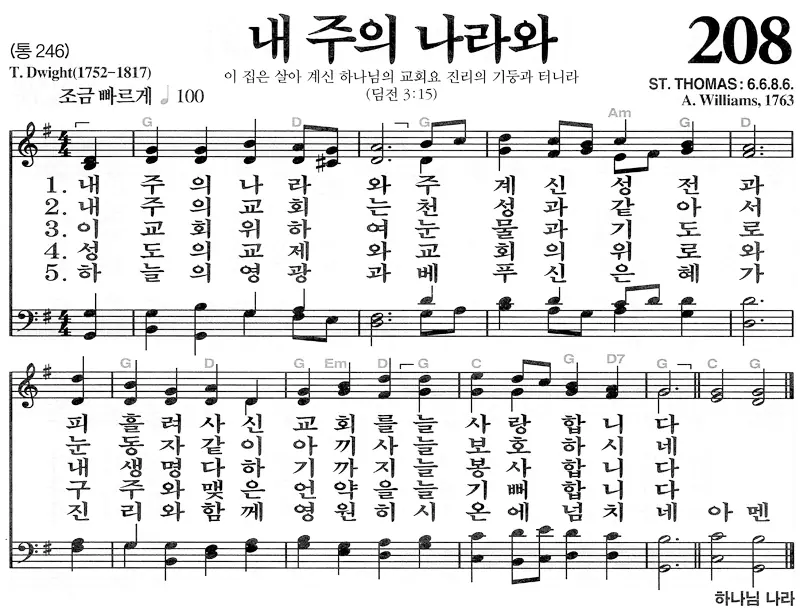 (통 246)
내 주의 나라와
208
T. Dwight(1752-1817)
이 집은 살아 계신 하나님의 교회요 진리의 기둥과 터니라
ST. THOMAS : 6.6.8.6.
조금 빠르게 ♩ 100
(딤전 3:15)
A. Williams, 1763
G D G Am G D
1. 내 주의 나라와 주 계신 성전과
2. 내 주의 교회는 천성과 같아서
3. 이 교회 위하여 눈물과 기도로
4. 성도의 교제와 교회의 위로와
5. 하늘의 영광과 베푸신 은혜가
G D G Em D G C G D7 G C G
피 흘려 사신 교회를 늘 사랑합니다
눈동자같이 아끼사 늘 보호하시네
내 생명 다하기까지 늘 봉사합니다
구주와 맺은 언약을 늘 기뻐합니다
진리와 함께 영원히 시온에 넘치네 아멘
하나님 나라